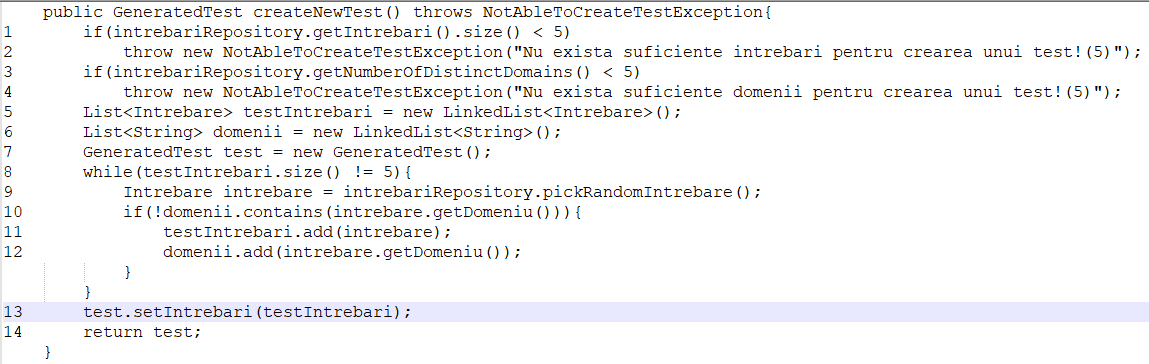 public GeneratedTest createNewTest() throws NotAbleToCreateTestException{
1 if(intrebariRepository.getIntrebari().size() < 5)
2 throw new NotAbleToCreateTestException("Nu exista suficiente intrebari pentru crearea unui test!(5)");
3 if(intrebariRepository.getNumberOfDistinctDomains() < 5)
4 throw new NotAbleToCreateTestException("Nu exista suficiente domenii pentru crearea unui test!(5)");
5 List<Intrebare> testIntrebari = new LinkedList<Intrebare>();
6 List<String> domenii = new LinkedList<String>();
7 GeneratedTest test = new GeneratedTest();
8 while(testIntrebari.size() != 5){
9 Intrebare intrebare = intrebariRepository.pickRandomIntrebare();
10 if(!domenii.contains(intrebare.getDomeniu())){
11 testIntrebari.add(intrebare);
12 domenii.add(intrebare.getDomeniu());
}
}
13 test.setIntrebari(testIntrebari);
14 return test;
}